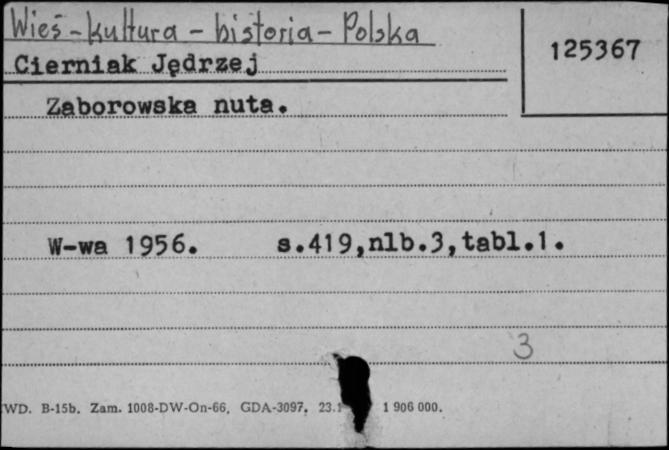 Wieś - kultura - historia - Polska
125367
Cierniak Jędrzej
Zaborowska nuta.
W-wa 1956. s.419,nlb.3,tabl.1.
3
WD. B-15b. Zam. 1008-DW-On-66. GDA-3097. 23.1 1 906 000.